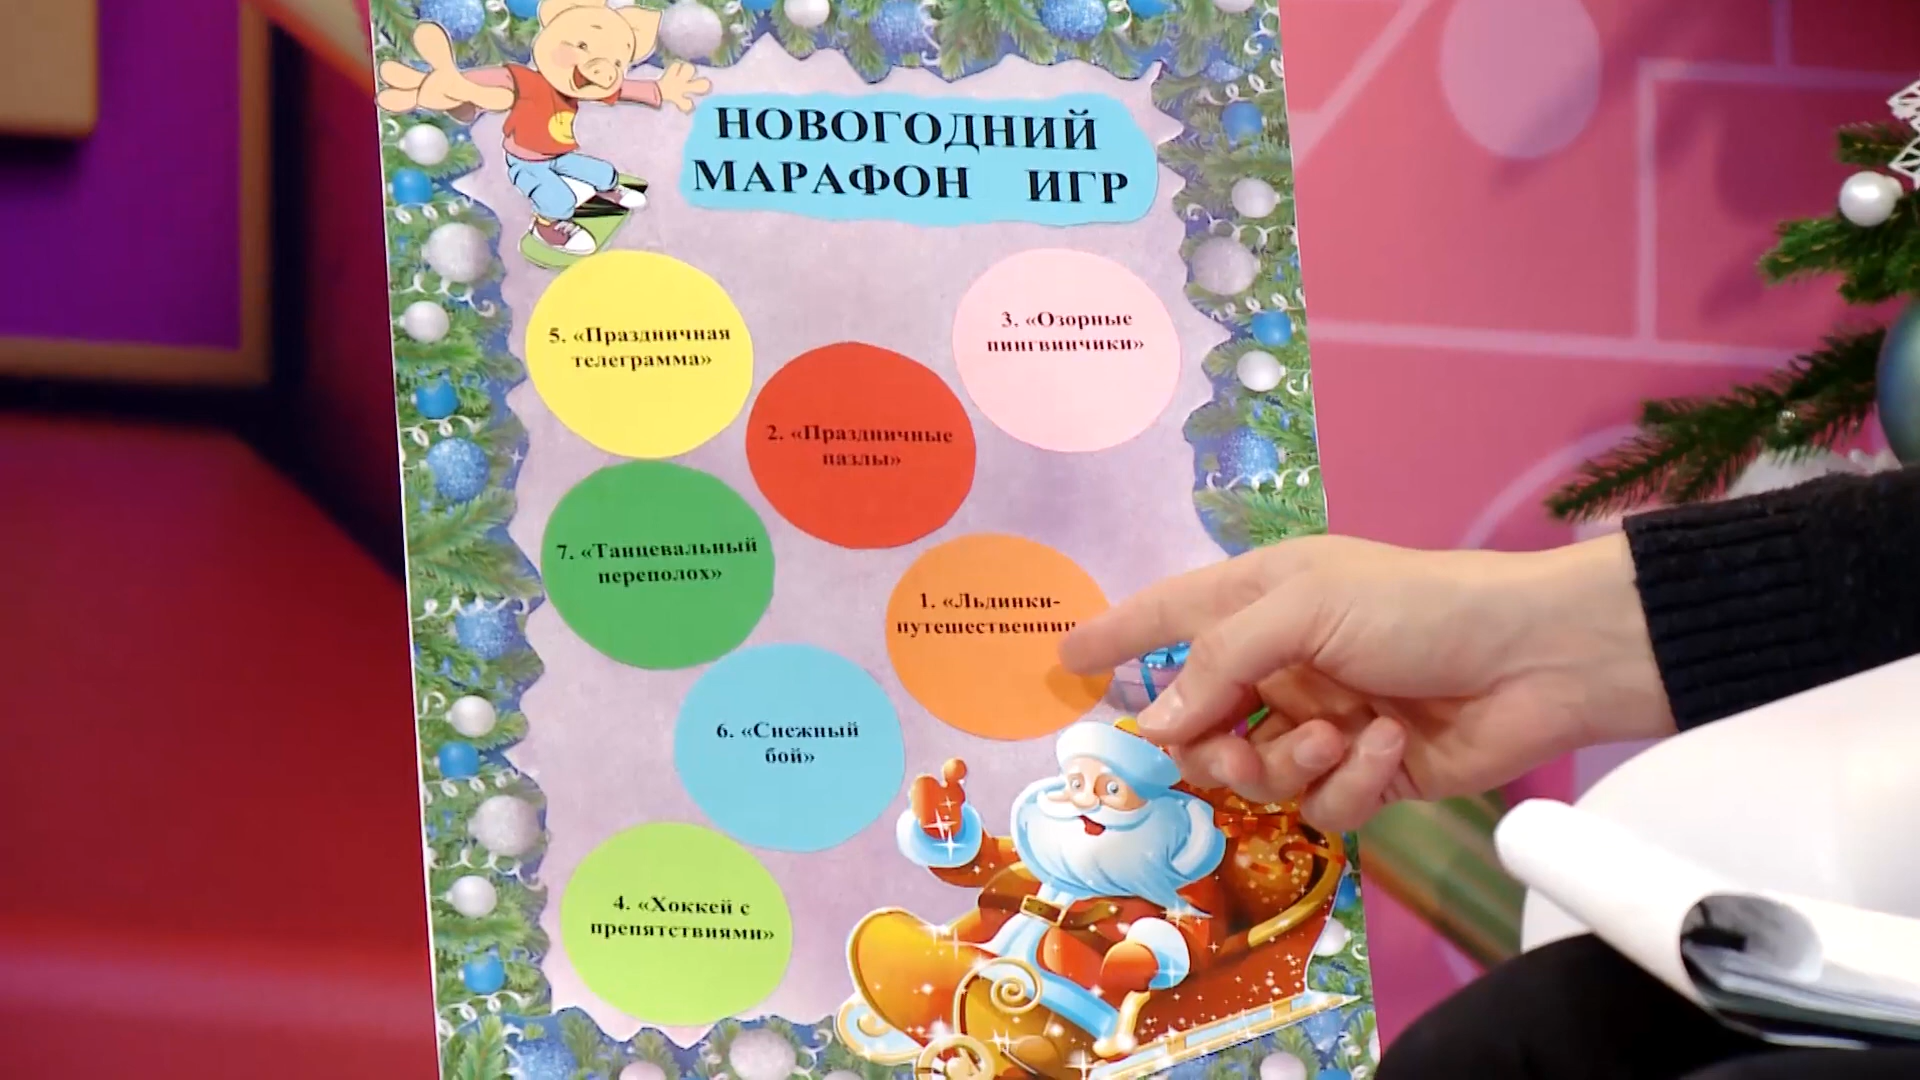 НОВОГОДНИЙ
МАРАФОН ИГР
5. «Праздничная
телеграмма»
3. «Озорные
пингвинчики»
2. «Праздничные
пазлы»
7. «Танцевальный
переполох»
1. «Льдинки-
6. «Снежный
бой»
4. «Хоккей с
препятствиями»